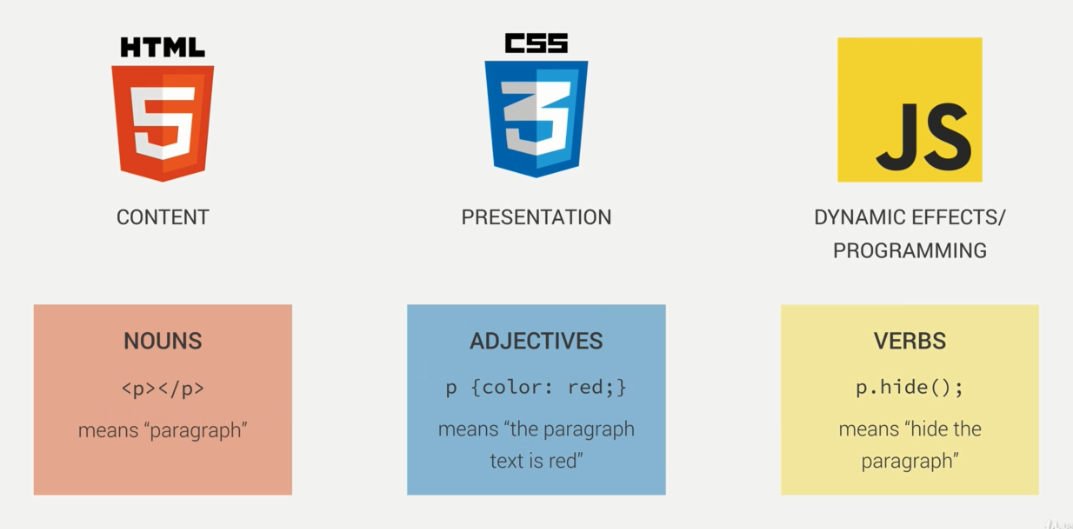 HTML
5
CONTENT
NOUNS
<p></p>
means “paragraph”
CSS
3
PRESENTATION
ADJECTIVES
p {color: red;}
means “the paragraph
text is red”
JS
DYNAMIC EFFECTS/
PROGRAMMING
VERBS
p.hide();
means “hide the
paragraph”